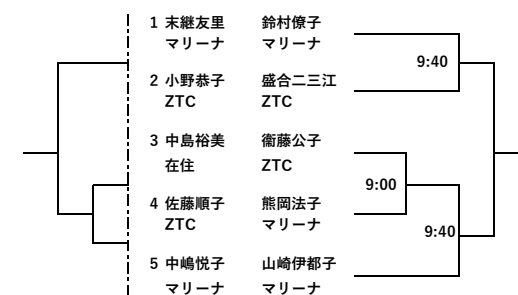 1 末継友里 鈴村僚子
マリーナ マリーナ
9:40
2 小野恭子 盛合二三江
ZTC ZTC
3 中島裕美 衞藤公子
在住 ZTC
9:00
4 佐藤順子 熊岡法子
ZTC マリーナ
9:40
5 中嶋悦子 山崎伊都子
マリーナ マリーナ